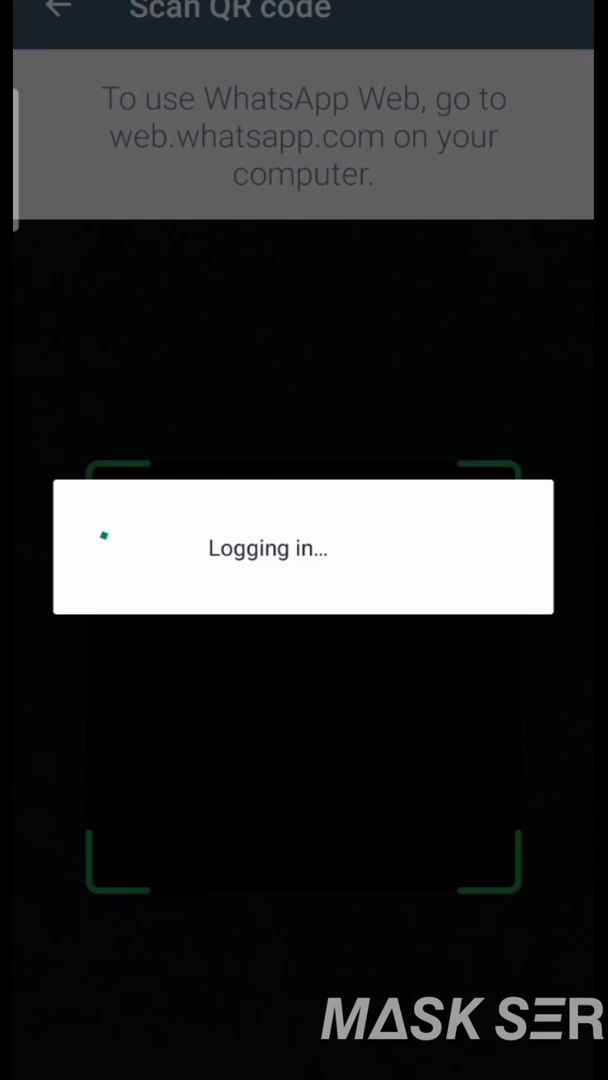 Scan QR code
To use WhatsApp Web, go to
web.whatsapp.com on your
computer.
Logging in...
MASK SER